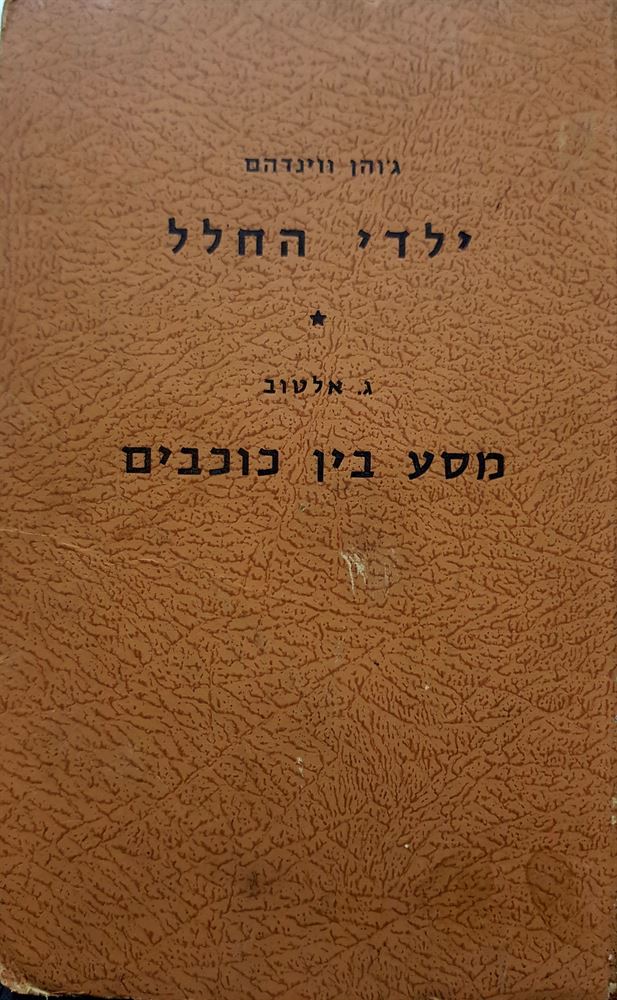 ג'והן ווינדהם
ילדי החלל
★
ג. אלטוב
מסע בין כוכבים